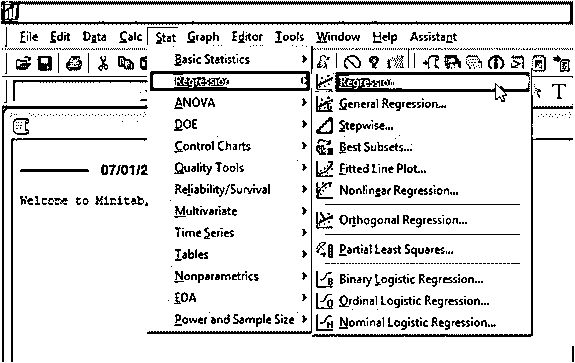 File Edit Data Calc Stat Graph Editor Tools Window Help Assistant
Basic Statistics
Regression
ANOVA
DOE
Control Charts
Quality Tools
Reliability/Survival
Multivariate
Time Series
Tables
Nonparametrics
EDA
Power and Sample Size
Regression...
General Regression...
Stepwise...
Best Subsets...
Fitted Line Plot...
Nonlinear Regression...
Orthogonal Regression...
Partial Least Squares...
Binary Logistic Regression...
Ordinal Logistic Regression...
Nominal Logistic Regression...
T
07/01/2
Welcome to Minitab,